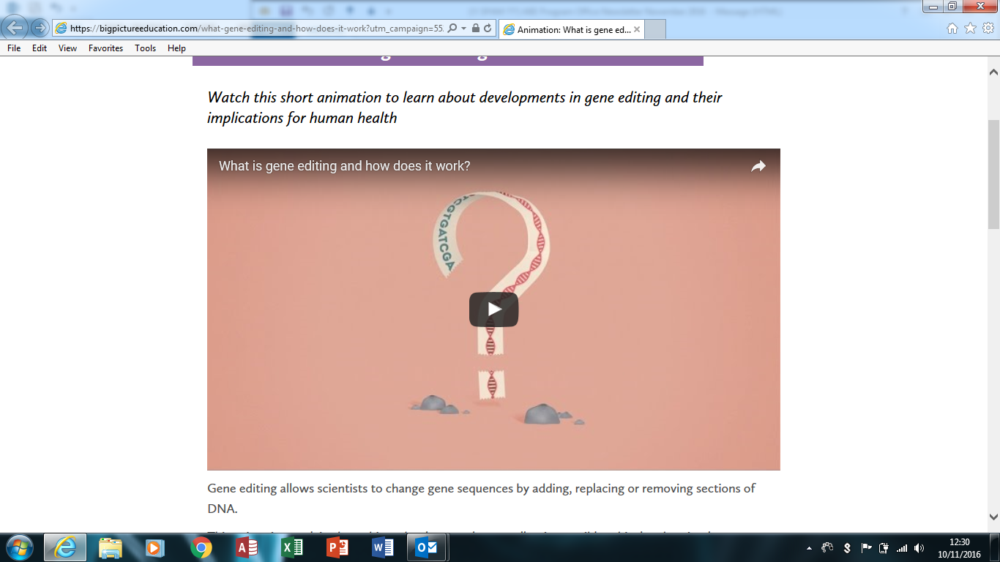 https://bigpictureeducation.com/what-gene-editing-and-how-does-it-work?utm_campaign=55
Animation: What is gene ed...
File Edit View Favorites Tools Help
Watch this short animation to learn about developments in gene editing and their
implications for human health
What is gene editing and how does it work?
GTGATCGA
Gene editing allows scientists to change gene sequences by adding, replacing or removing sections of
DNA.
12:30
10/11/2016